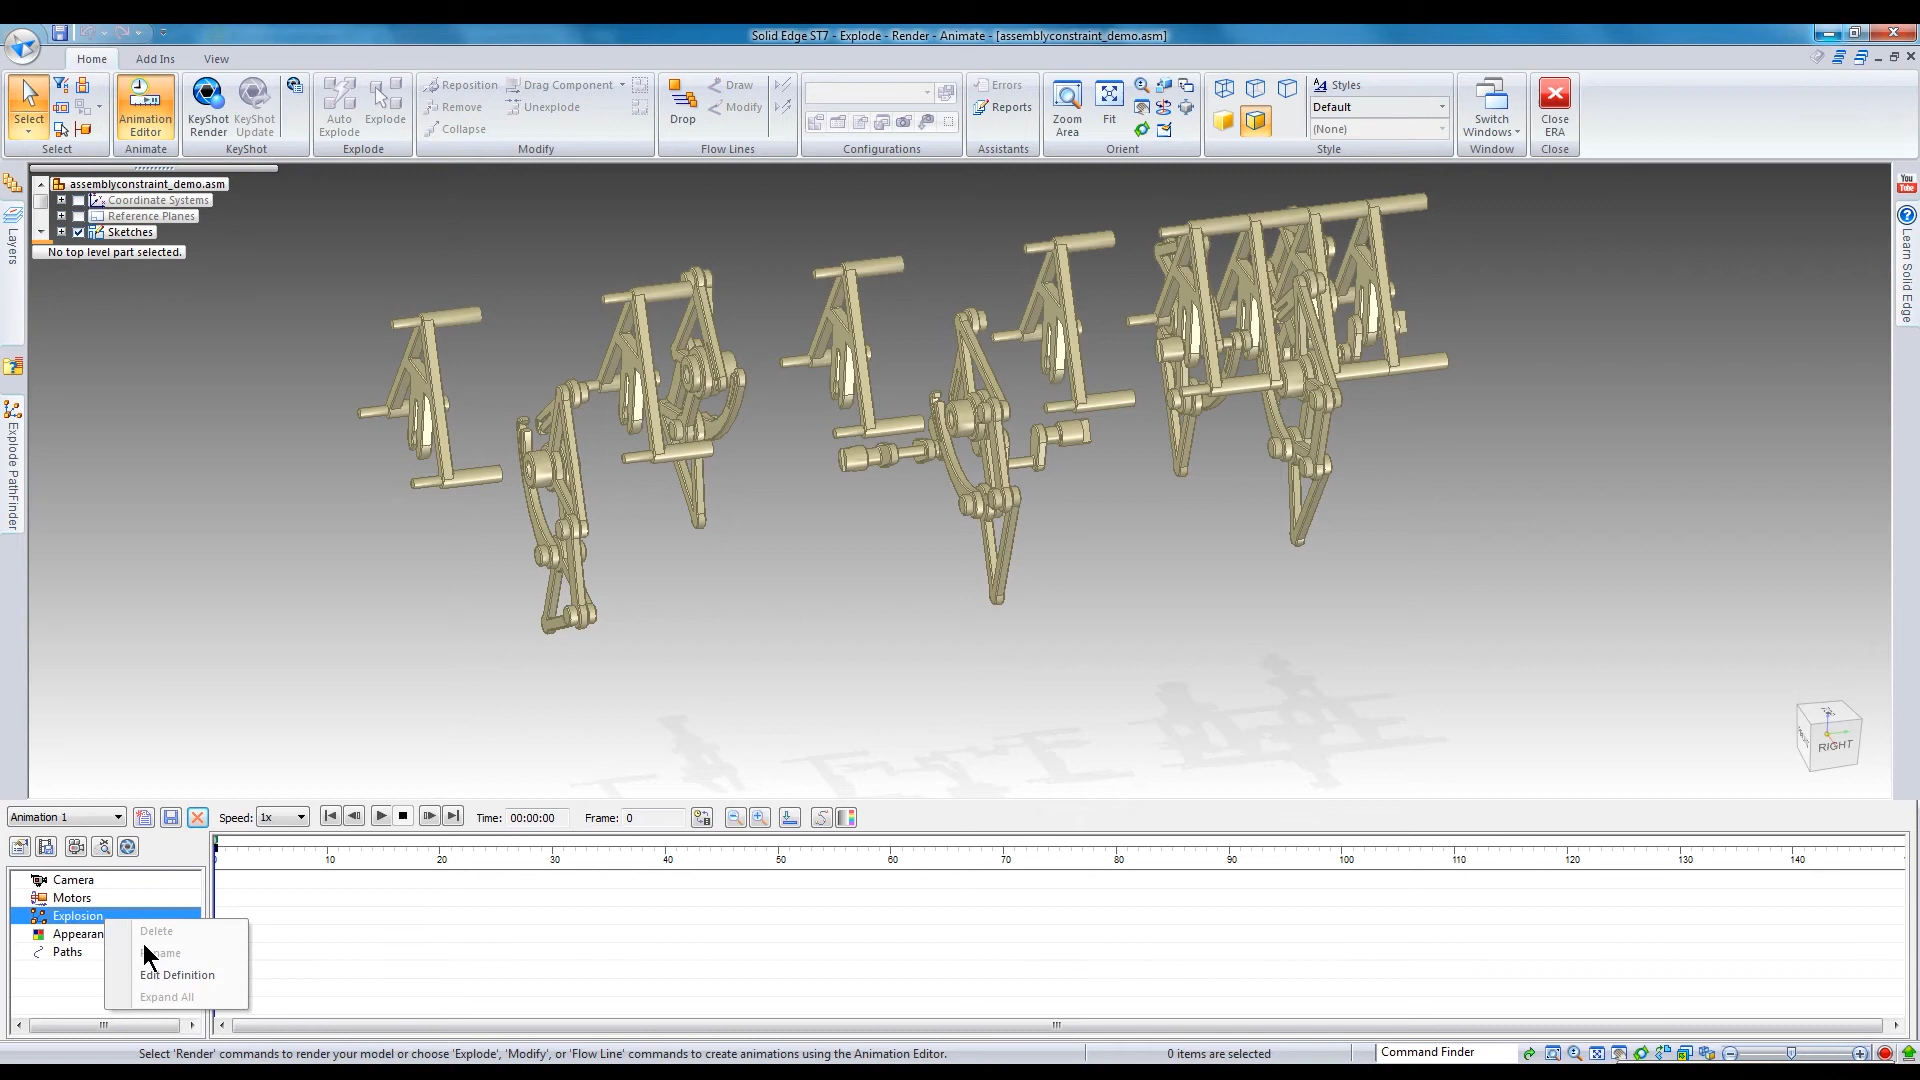 Solid Edge ST7 - Explode - Render - Animate - [assemblyconstraint_demo.asm]
Home Add Ins View
Select
Select
Animation Editor
Animate
KeyShot Render
KeyShot Update
KeyShot
Auto Explode
Explode
Explode
Reposition Drag Component
Remove Unexplode
Collapse
Modify
Drop
Draw
Modify
Flow Lines
Configurations
Errors
Reports
Assistants
Zoom Area
Fit
Orient
Styles
Default
(None)
Style
Switch Windows
Window
Close ERA
Close
assemblyconstraint_demo.asm
Coordinate Systems
Reference Planes
Sketches
No top level part selected.
Layers
Explode PathFinder
You
Tube
Learn Solid Edge
RIGHT
Animation 1 Speed: 1x Time: 00:00:00 Frame: 0
0 10 20 30 40 50 60 70 80 90 100 110 120 130 140
Camera
Motors
Explosion
Appearan
Paths
Delete
name
Edit Definition
Expand All
Select 'Render' commands to render your model or choose 'Explode', 'Modify', or 'Flow Line' commands to create animations using the Animation Editor. 0 items are selected Command Finder